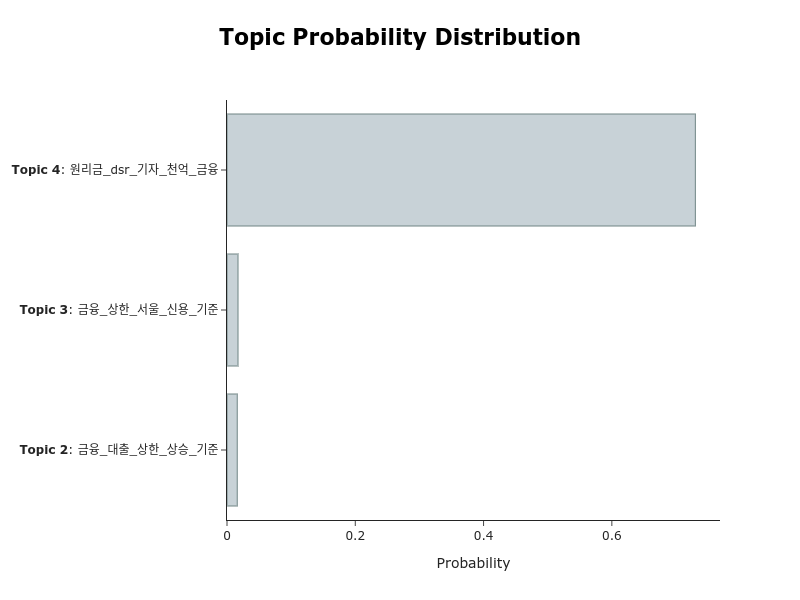 Topic Probability Distribution
Topic 4: 원리금_dsr_기자_천억_금융
Topic 3: 금융_상한_서울_신용_기준
Topic 2: 금융_대출_상한_상승_기준
0 0.2 0.4 0.6
Probability